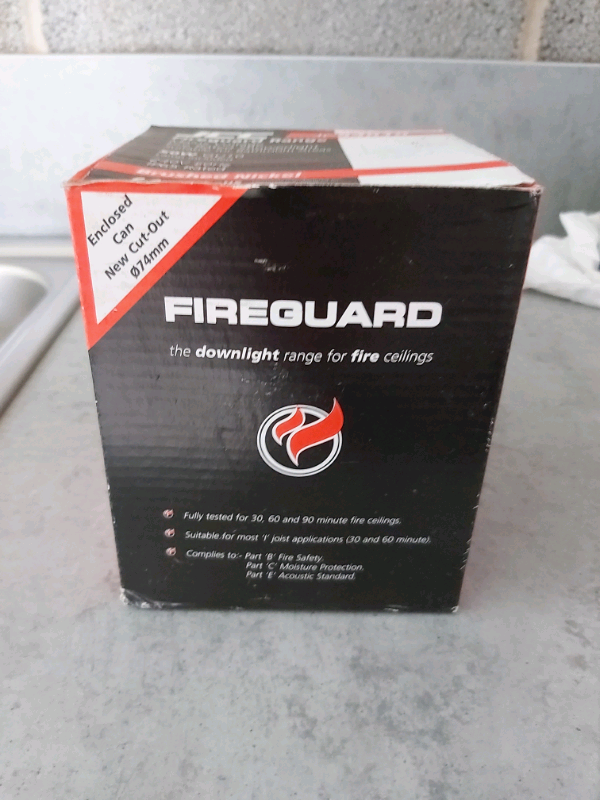 Fireguard Range
Brushed Nickel
Enclosed
Can
New Cut-Out
Ø74mm
FIREGUARD
the downlight range for fire ceilings
Fully tested for 30, 60 and 90 minute fire ceilings.
Suitable for most 'I' joist applications (30 and 60 minute).
Complies to:- Part 'B' Fire Safety.
Part 'C' Moisture Protection.
Part 'E' Acoustic Standard.